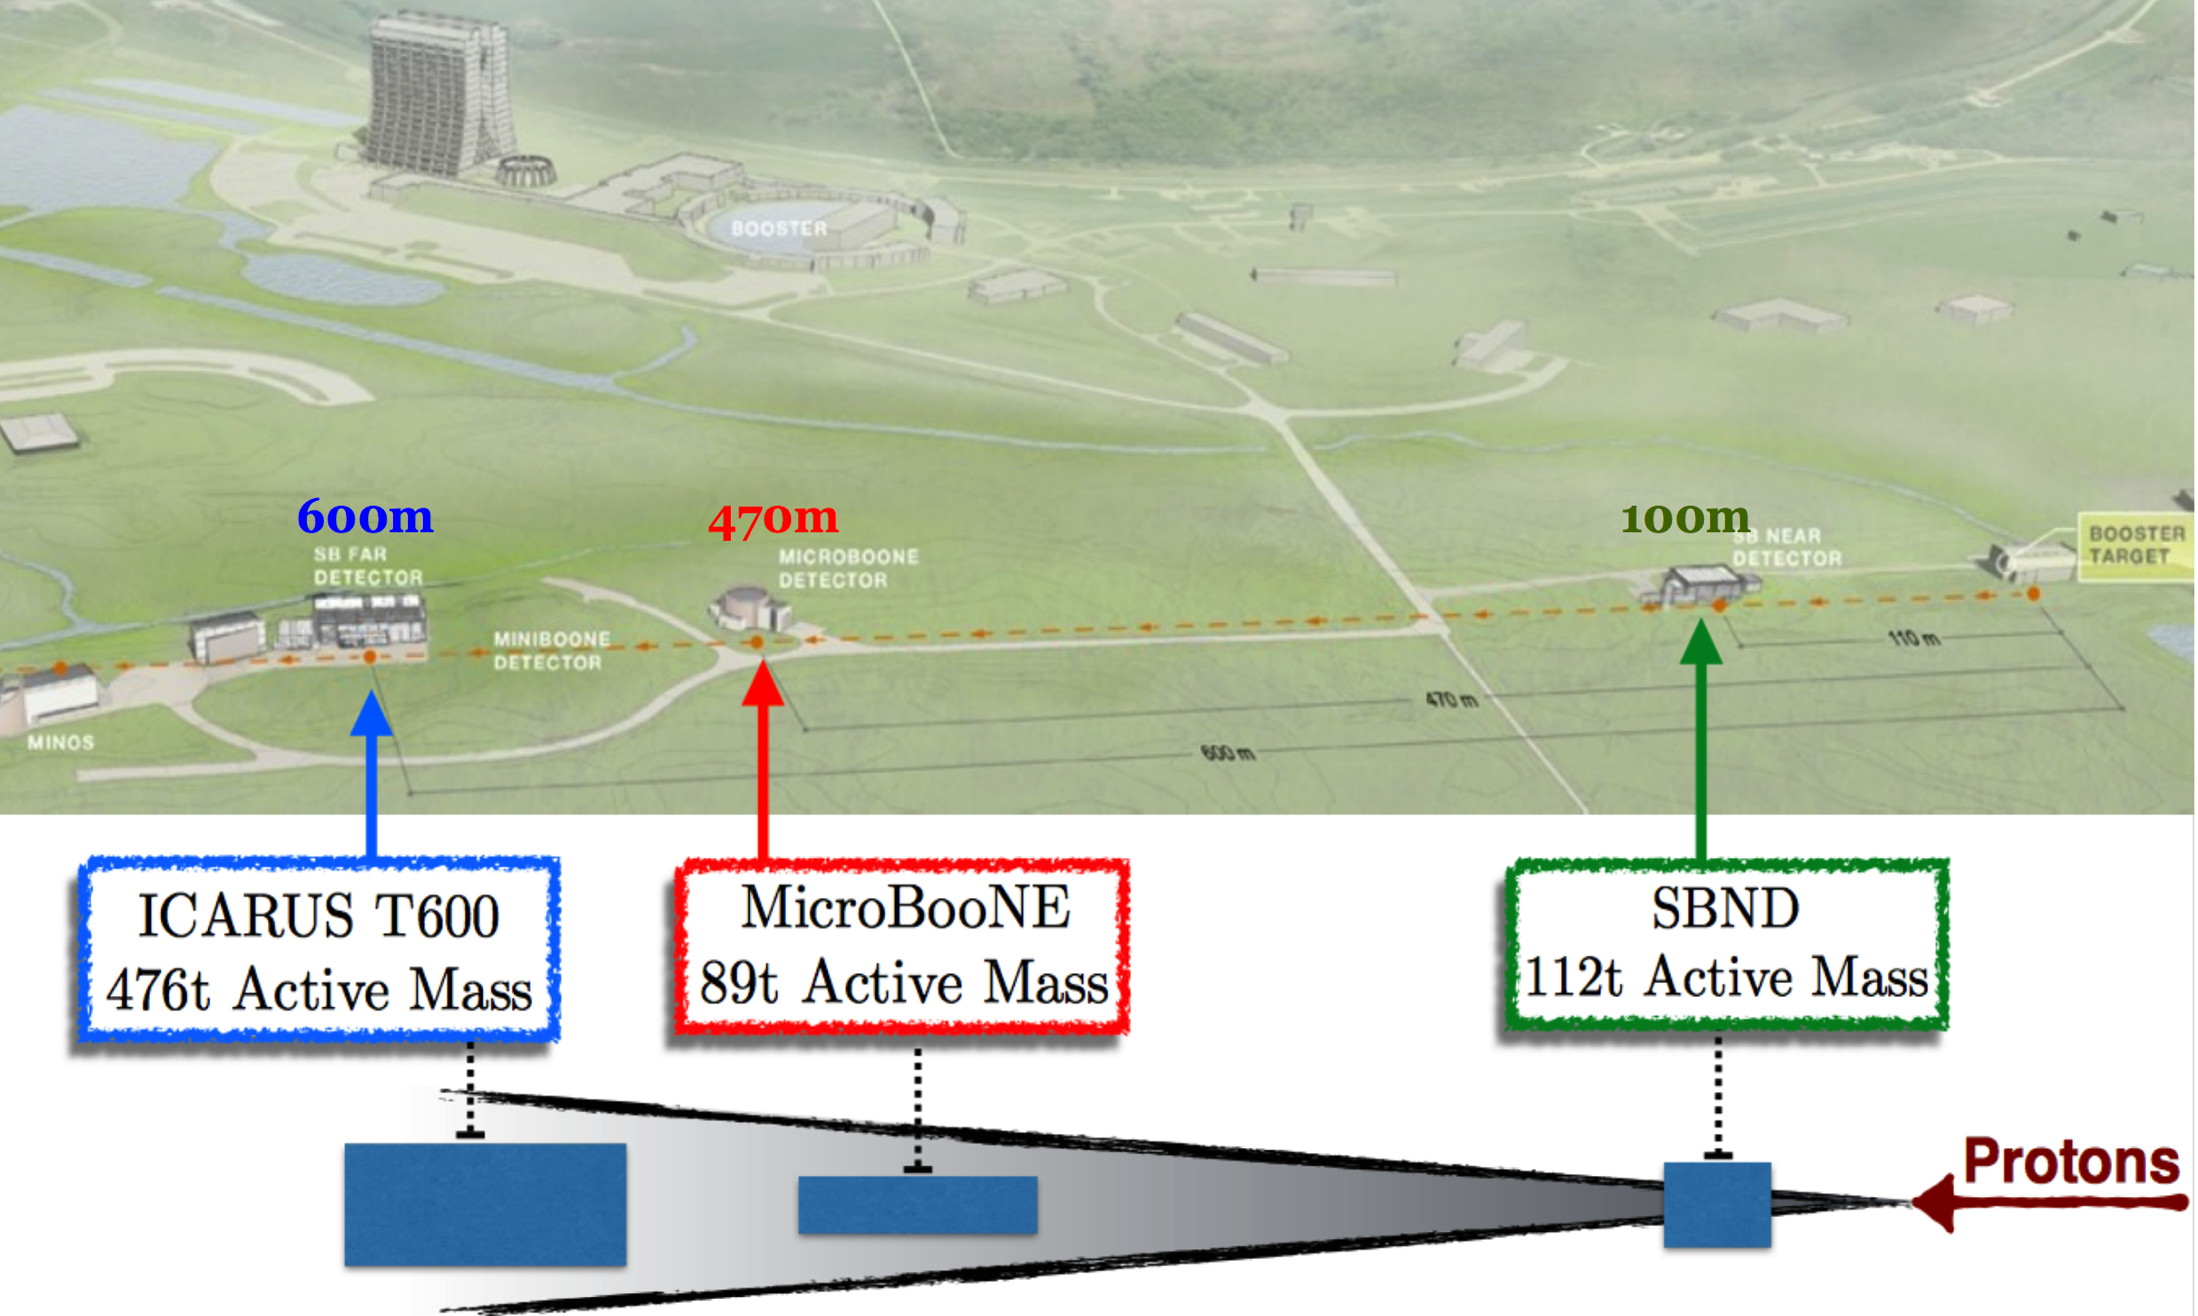 BOOSTER
600m
470m
100m
SB FAR
DETECTOR
MICROBOONE
DETECTOR
SB NEAR
DETECTOR
BOOSTER
TARGET
MINIBOONE
DETECTOR
110 m
470 m
600 m
MINOS
ICARUS T600
476t Active Mass
MicroBooNE
89t Active Mass
SBND
112t Active Mass
Protons